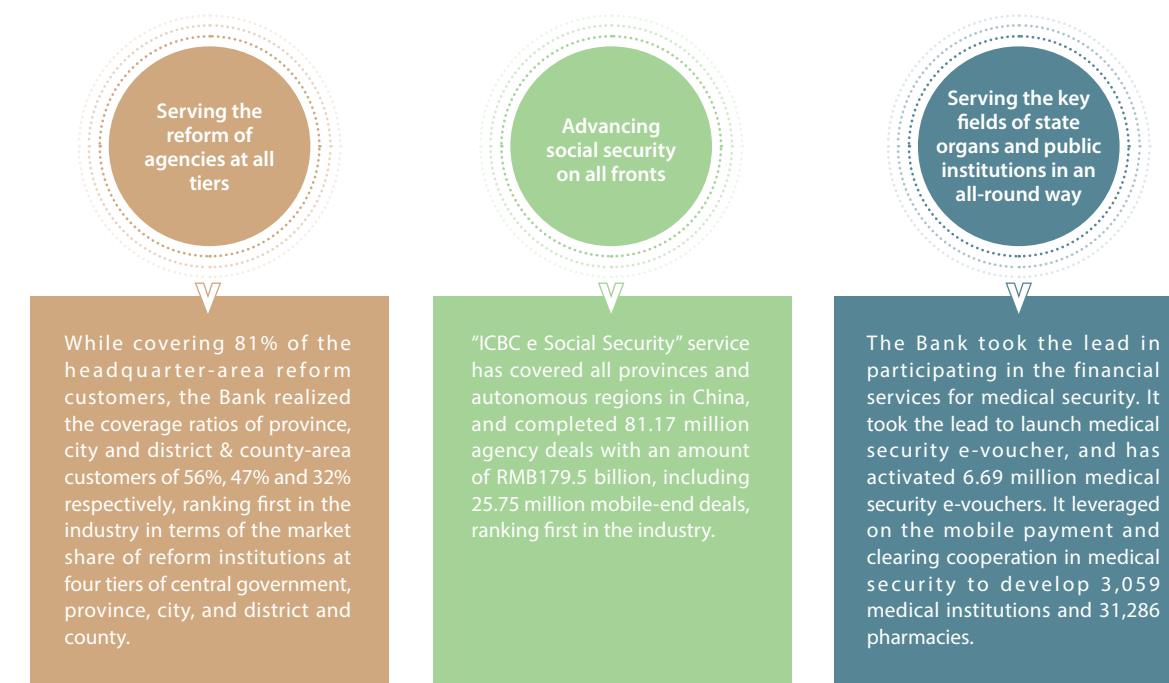 Serving the
reform of
agencies at all
tiers
While covering 81% of the
headquarter-area reform
customers, the Bank realized
the coverage ratios of province,
city and district & county-area
customers of 56%, 47% and 32%
respectively, ranking first in the
industry in terms of the market
share of reform institutions at
four tiers of central government,
province, city, and district and
county.
Advancing
social security
on all fronts
“ICBC e Social Security” service
has covered all provinces and
autonomous regions in China,
and completed 81.17 million
agency deals with an amount
of RMB179.5 billion, including
25.75 million mobile-end deals,
ranking first in the industry.
Serving the key
fields of state
organs and public
institutions in an
all-round way
The Bank took the lead in
participating in the financial
services for medical security. It
took the lead to launch medical
security e-voucher, and has
activated 6.69 million medical
security e-vouchers. It leveraged
on the mobile payment and
clearing cooperation in medical
security to develop 3,059
medical institutions and 31,286
pharmacies.